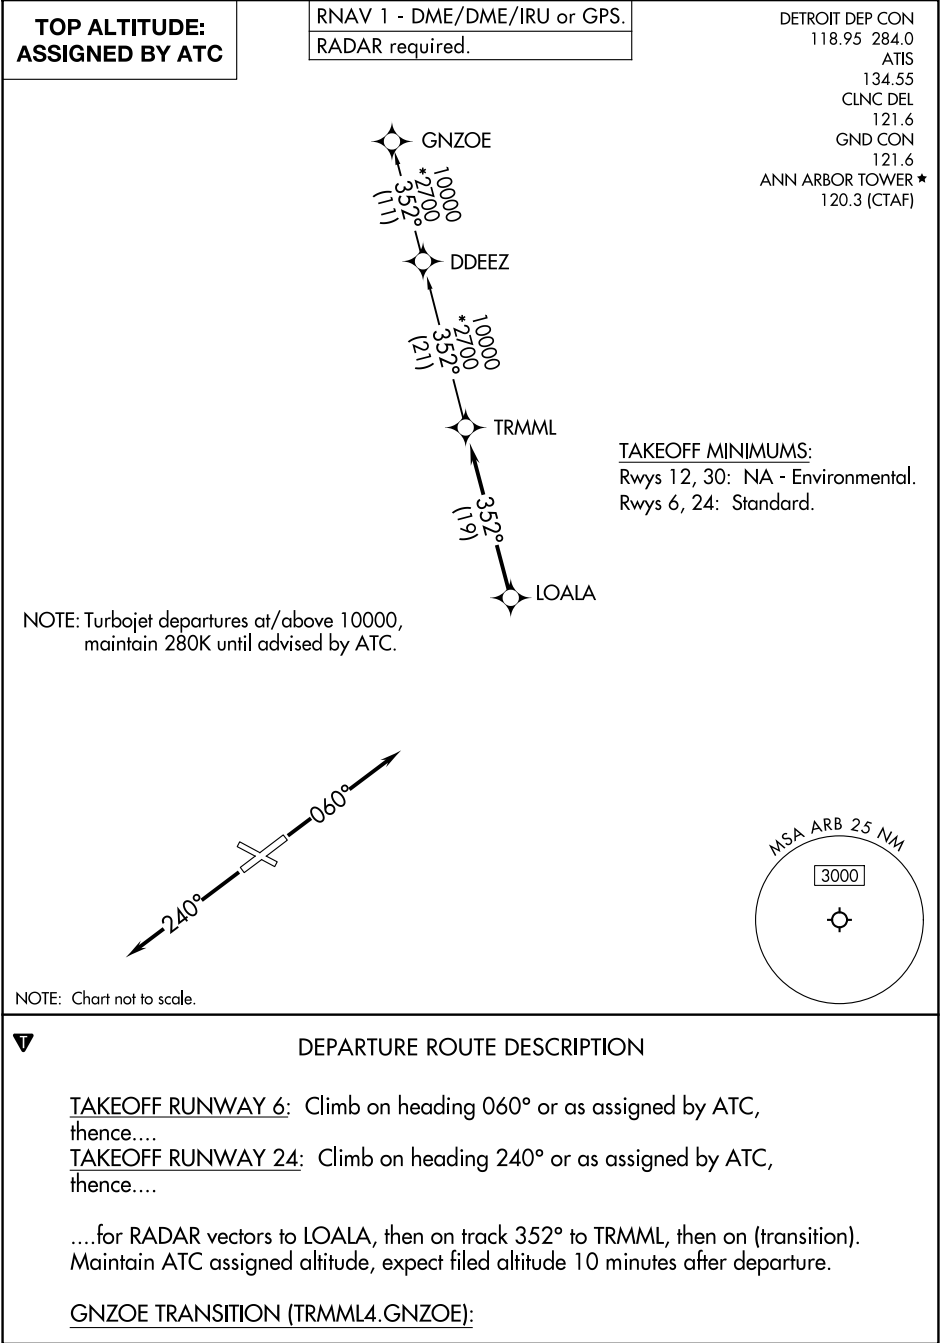 TOP ALTITUDE:
ASSIGNED BY ATC
RNAV 1 - DME/DME/IRU or GPS.
RADAR required.
DETROIT DEP CON
118.95 284.0
ATIS
134.55
CLNC DEL
121.6
GND CON
121.6
ANN ARBOR TOWER ★
120.3 (CTAF)
GNZOE
10000
*2700
352°
(11)
DDEEZ
10000
*2700
352°
(21)
TRMML
TAKEOFF MINIMUMS:
Rwys 12, 30: NA - Environmental.
Rwys 6, 24: Standard.
352°
(19)
LOALA
NOTE: Turbojet departures at/above 10000,
maintain 280K until advised by ATC.
060°
240°
MSA ARB 25 NM
3000
NOTE: Chart not to scale.
T
DEPARTURE ROUTE DESCRIPTION
TAKEOFF RUNWAY 6: Climb on heading 060° or as assigned by ATC,
thence....
TAKEOFF RUNWAY 24: Climb on heading 240° or as assigned by ATC,
thence....
....for RADAR vectors to LOALA, then on track 352° to TRMML, then on (transition).
Maintain ATC assigned altitude, expect filed altitude 10 minutes after departure.
GNZOE TRANSITION (TRMML4.GNZOE):